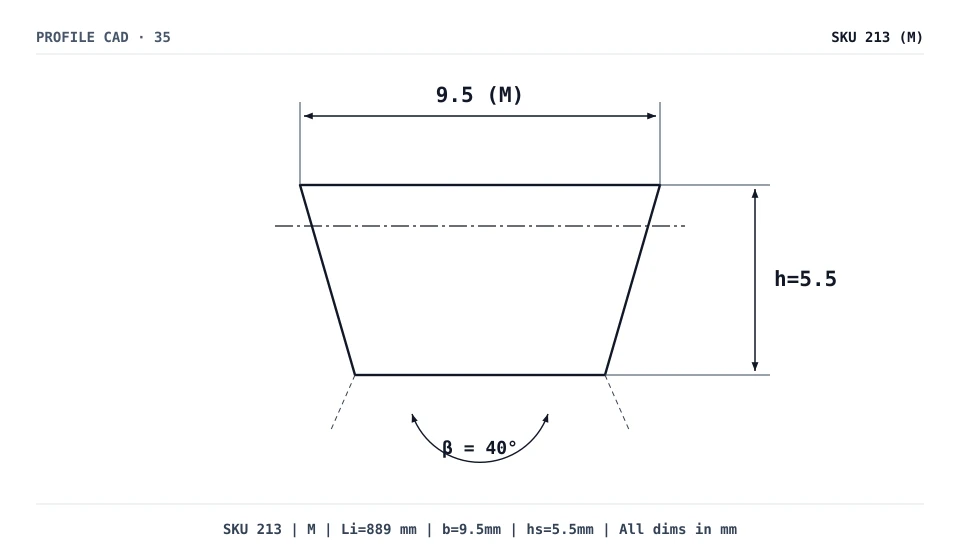 PROFILE CAD · 35
SKU 213 (M)
9.5 (M)
h=5.5
β = 40°
SKU 213 | M | Li=889 mm | b=9.5mm | hs=5.5mm | All dims in mm